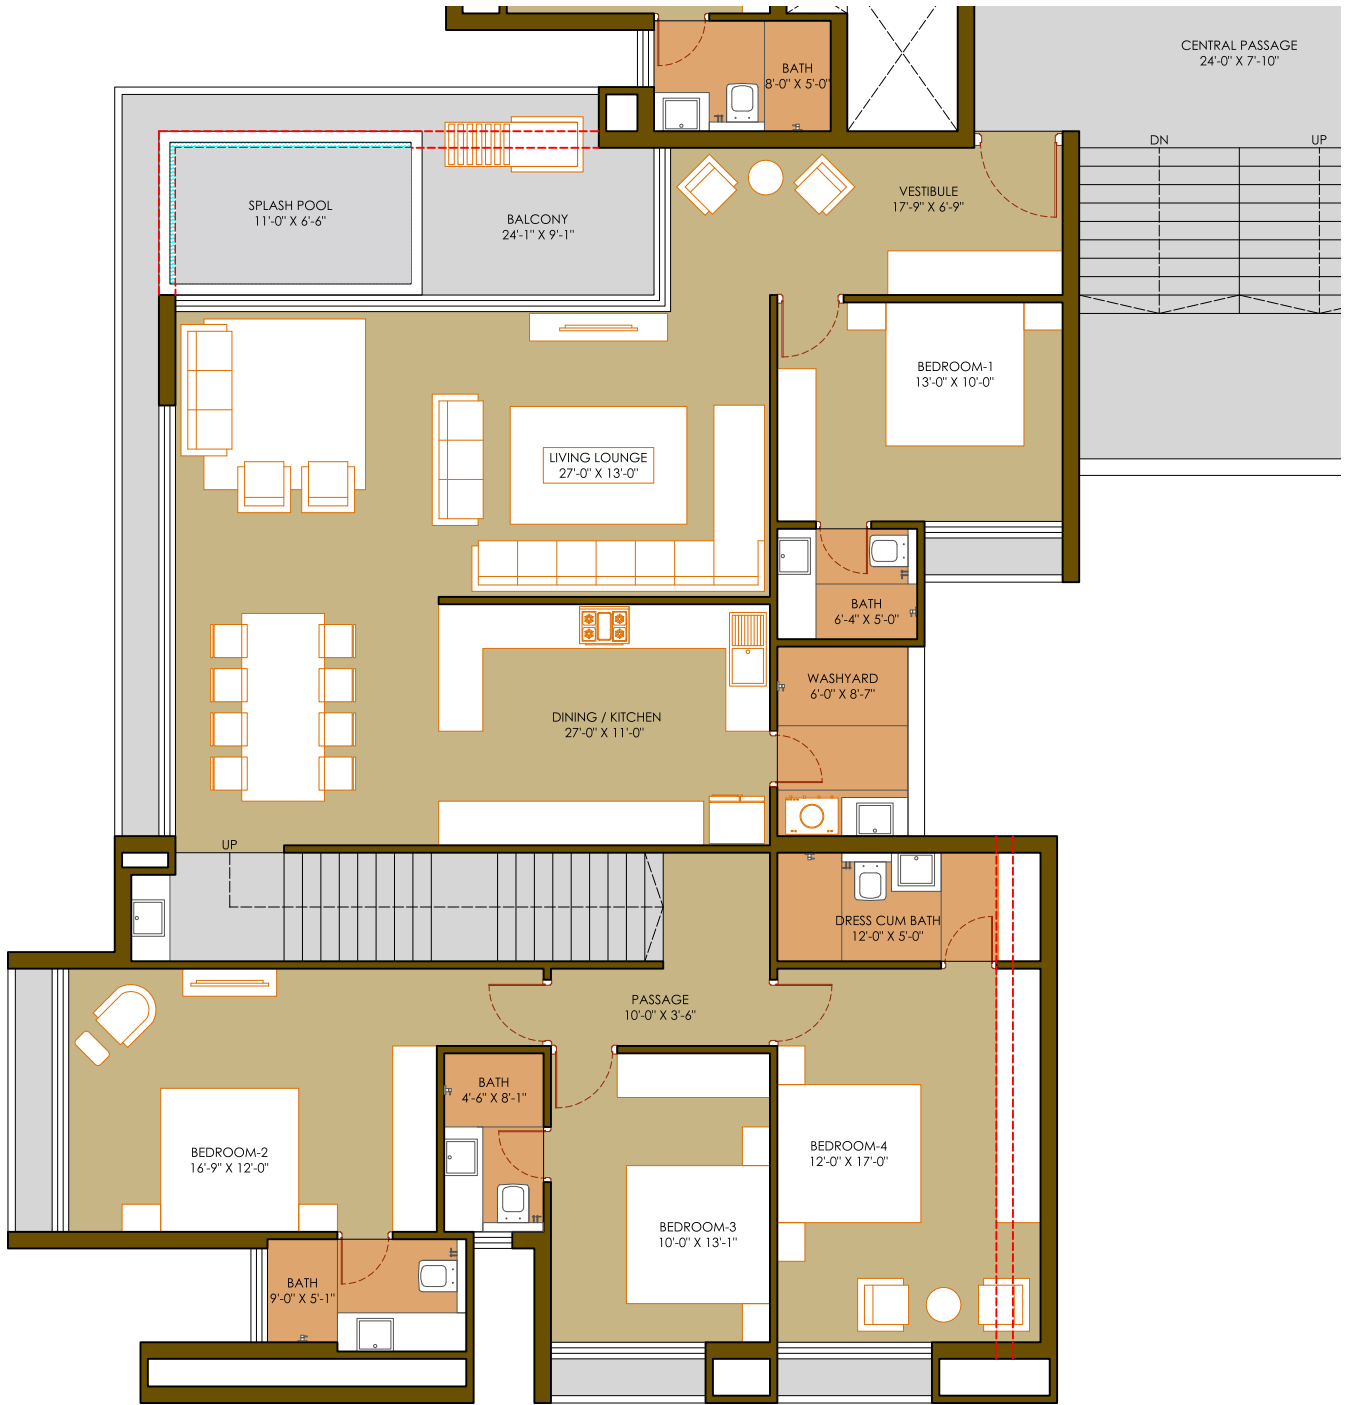 CENTRAL PASSAGE
24'-0" X 7'-10"
BATH
8'-0" X 5'-0"
DN
UP
VESTIBULE
17'-9" X 6'-9"
SPLASH POOL
11'-0" X 6'-6"
BALCONY
24'-1" X 9'-1"
BEDROOM-1
13'-0" X 10'-0"
LIVING LOUNGE
27'-0" X 13'-0"
BATH
6'-4" X 5'-0"
WASHYARD
6'-0" X 8'-7"
DINING / KITCHEN
27'-0" X 11'-0"
UP
DRESS CUM BATH
12'-0" X 5'-0"
PASSAGE
10'-0" X 3'-6"
BATH
4'-6" X 8'-1"
BEDROOM-2
16'-9" X 12'-0"
BEDROOM-4
12'-0" X 17'-0"
BEDROOM-3
10'-0" X 13'-1"
BATH
9'-0" X 5'-1"